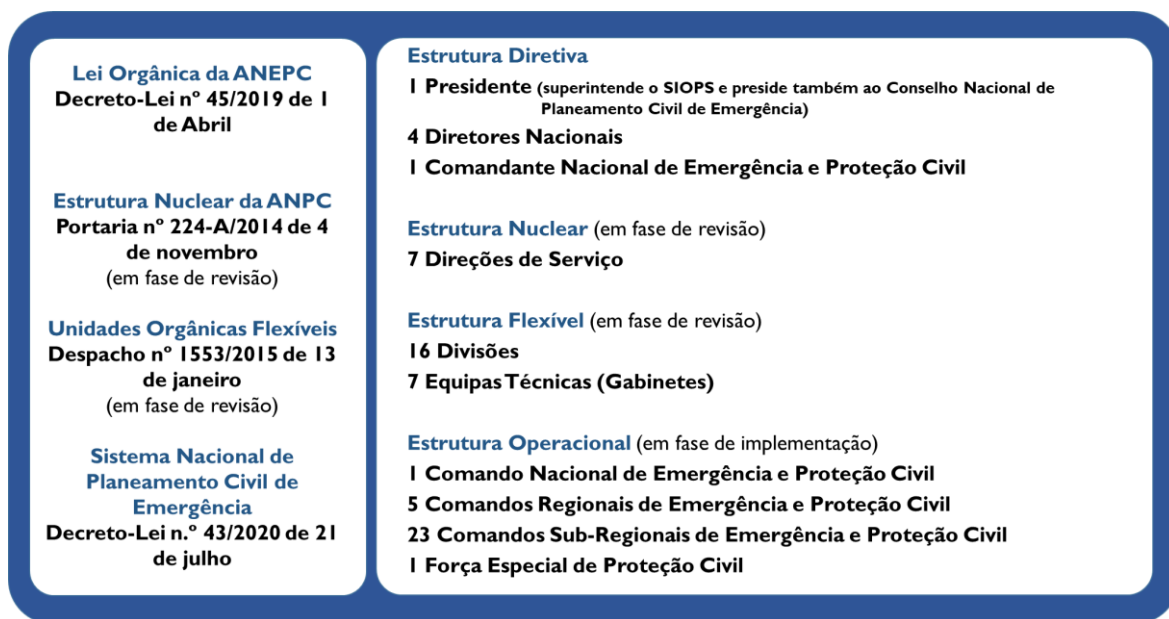 Lei Orgânica da ANEPC
Decreto-Lei nº 45/2019 de 1
de Abril
Estrutura Nuclear da ANPC
Portaria nº 224-A/2014 de 4
de novembro
(em fase de revisão)
Unidades Orgânicas Flexíveis
Despacho nº 1553/2015 de 13
de janeiro
(em fase de revisão)
Sistema Nacional de
Planeamento Civil de
Emergência
Decreto-Lei n.º 43/2020 de 21
de julho
Estrutura Diretiva
1 Presidente (superintende o SIOPS e preside também ao Conselho Nacional de
Planeamento Civil de Emergência)
4 Diretores Nacionais
1 Comandante Nacional de Emergência e Proteção Civil
Estrutura Nuclear (em fase de revisão)
7 Direções de Serviço
Estrutura Flexível (em fase de revisão)
16 Divisões
7 Equipas Técnicas (Gabinetes)
Estrutura Operacional (em fase de implementação)
1 Comando Nacional de Emergência e Proteção Civil
5 Comandos Regionais de Emergência e Proteção Civil
23 Comandos Sub-Regionais de Emergência e Proteção Civil
1 Força Especial de Proteção Civil